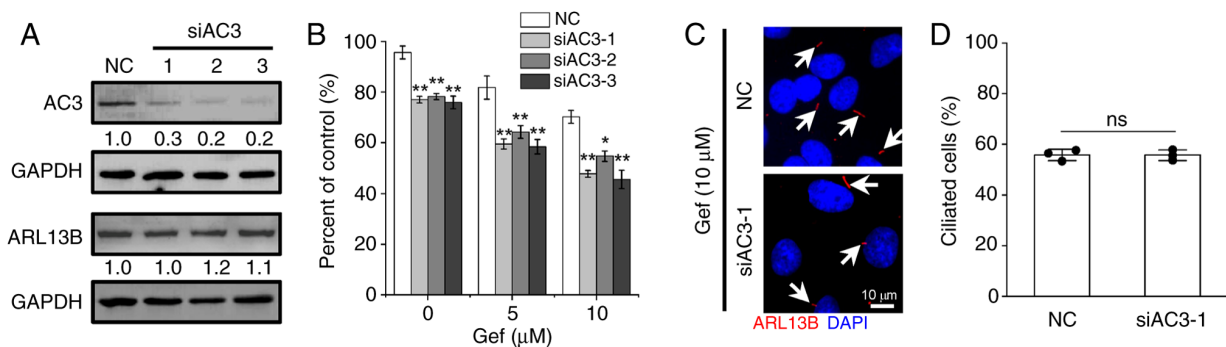 A
siAC3
NC 1 2 3
AC3
1.0 0.3 0.2 0.2
GAPDH
ARL13B
1.0 1.0 1.2 1.1
GAPDH
B
NC
siAC3-1
siAC3-2
siAC3-3
Percent of control (%)
100
80
60
40
20
0
** ** **
** ** **
** * **
0 5 10
Gef (µM)
C
Gef (10 µM)
NC
siAC3-1
10 µm
ARL13B DAPI
D
Ciliated cells (%)
100
80
60
40
20
0
ns
NC siAC3-1